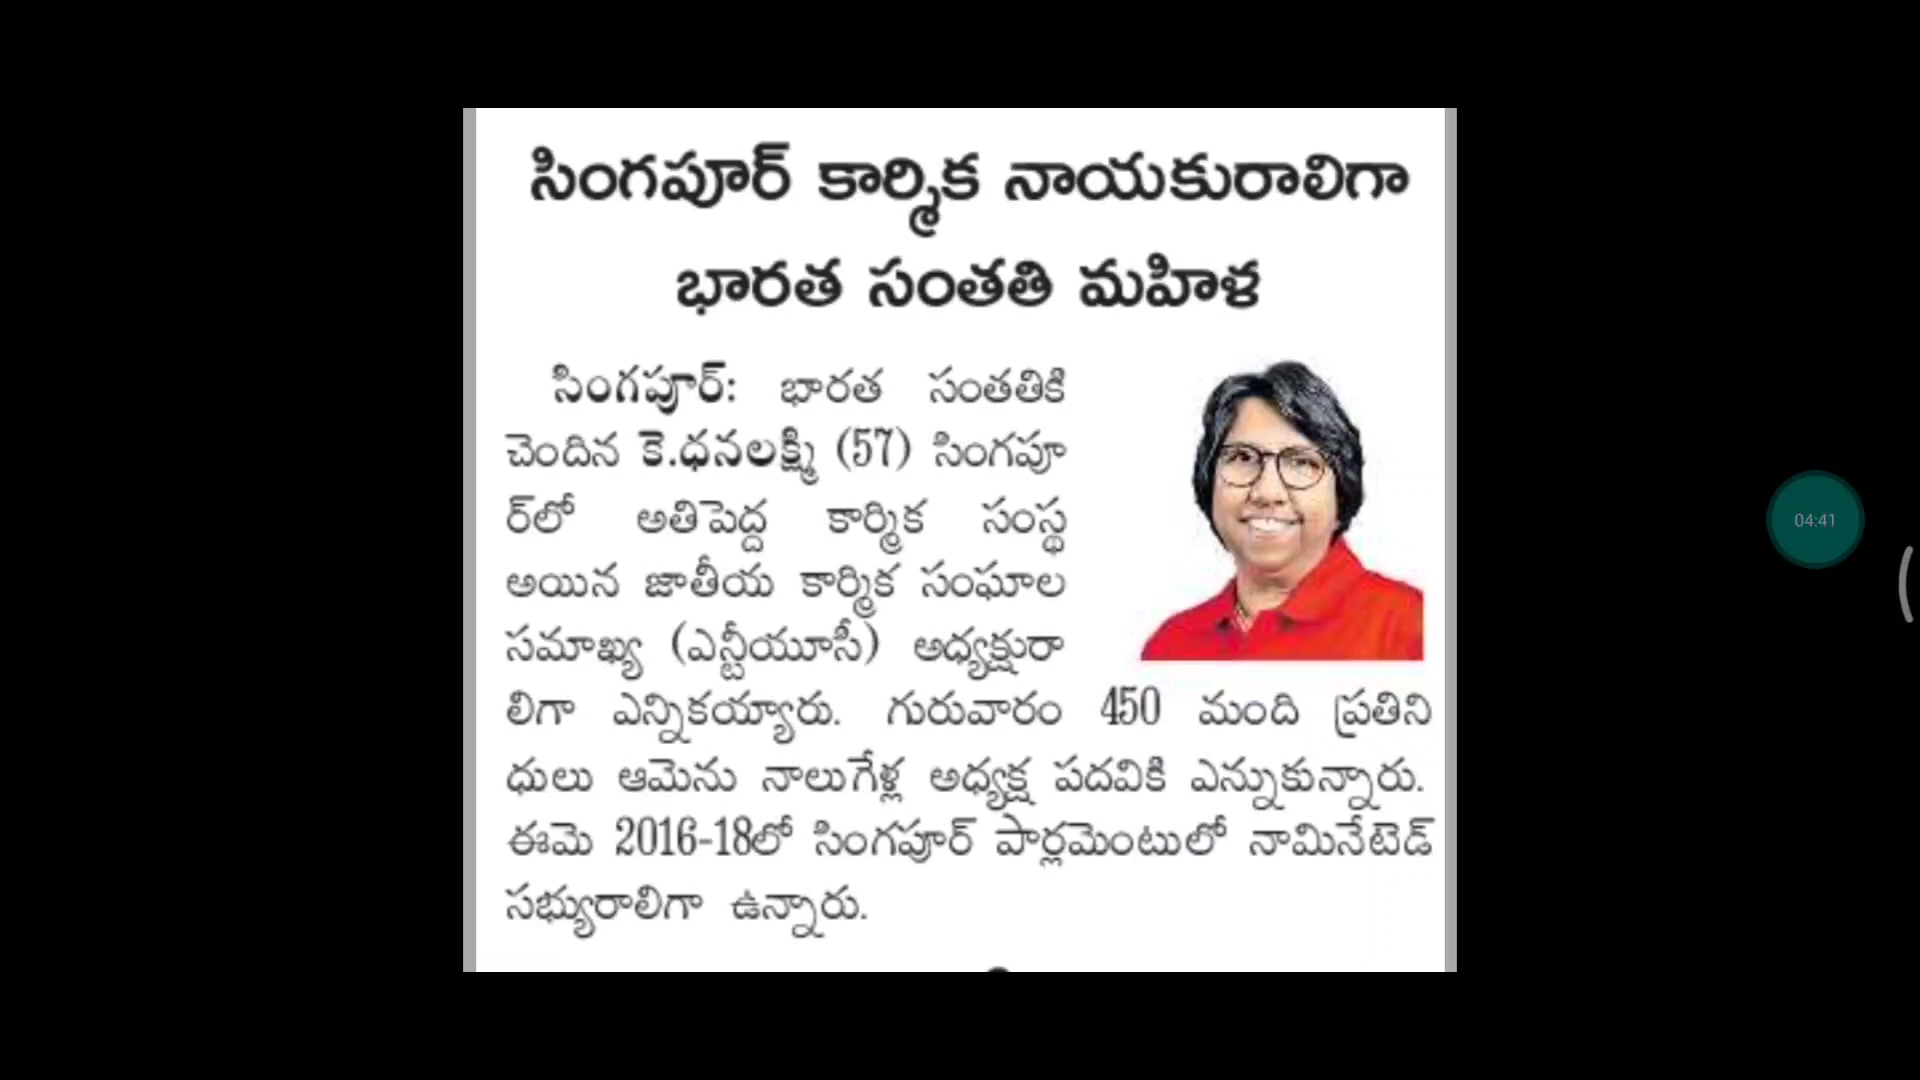 సింగపూర్ కార్మిక నాయకురాలిగా
భారత సంతతి మహిళ
సింగపూర్: భారత సంతతికి
చెందిన కె.ధనలక్ష్మి (57) సింగపూ
ర్‌లో అతిపెద్ద కార్మిక సంస్థ
అయిన జాతీయ కార్మిక సంఘాల
సమాఖ్య (ఎన్టీయూసీ) అధ్యక్షురా
లిగా ఎన్నికయ్యారు. గురువారం 450 మంది ప్రతిని
ధులు ఆమెను నాలుగేళ్ల అధ్యక్ష పదవికి ఎన్నుకున్నారు.
ఈమె 2016-18లో సింగపూర్ పార్లమెంటులో నామినేటెడ్
సభ్యురాలిగా ఉన్నారు.
04:41